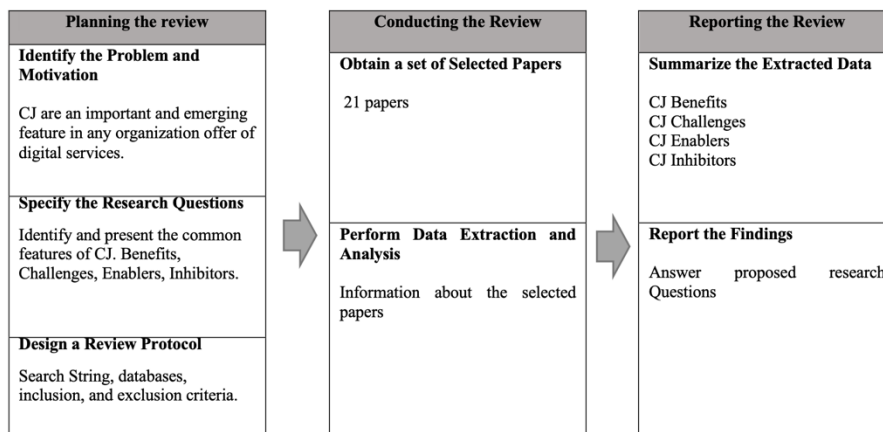 Planning the review
Identify the Problem and
Motivation
CJ are an important and emerging
feature in any organization offer of
digital services.
Specify the Research Questions
Identify and present the common
features of CJ. Benefits,
Challenges, Enablers, Inhibitors.
Design a Review Protocol
Search String, databases,
inclusion, and exclusion criteria.
Conducting the Review
Obtain a set of Selected Papers
21 papers
Perform Data Extraction and
Analysis
Information about the selected
papers
Reporting the Review
Summarize the Extracted Data
CJ Benefits
CJ Challenges
CJ Enablers
CJ Inhibitors
Report the Findings
Answer proposed research
Questions